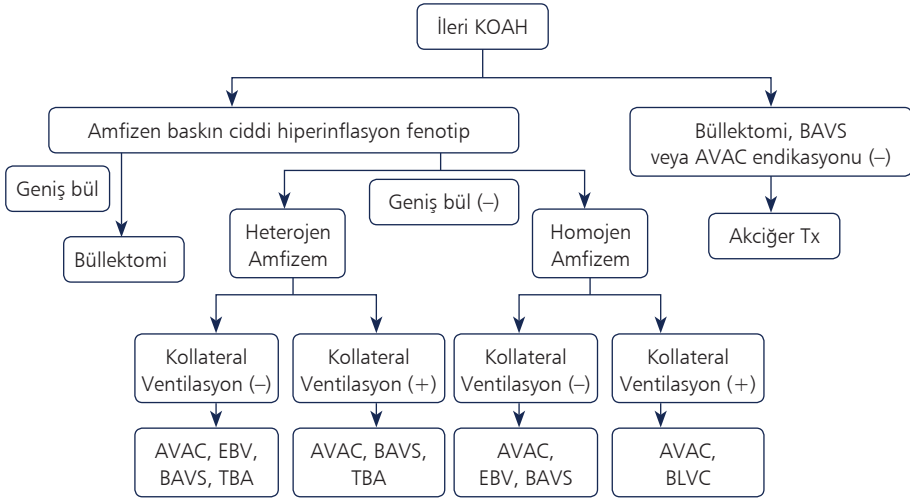 İleri KOAH
Amfizen baskın ciddi hiperinflasyon fenotip
Büllektomi, BAVS
veya AVAC endikasyonu (–)
Geniş bül
Geniş bül (–)
Büllektomi
Heterojen
Amfizem
Homojen
Amfizem
Akciğer Tx
Kollateral
Ventilasyon (–)
Kollateral
Ventilasyon (+)
Kollateral
Ventilasyon (–)
Kollateral
Ventilasyon (+)
AVAC, EBV,
BAVS, TBA
AVAC, BAVS,
TBA
AVAC,
EBV, BAVS
AVAC,
BLVC